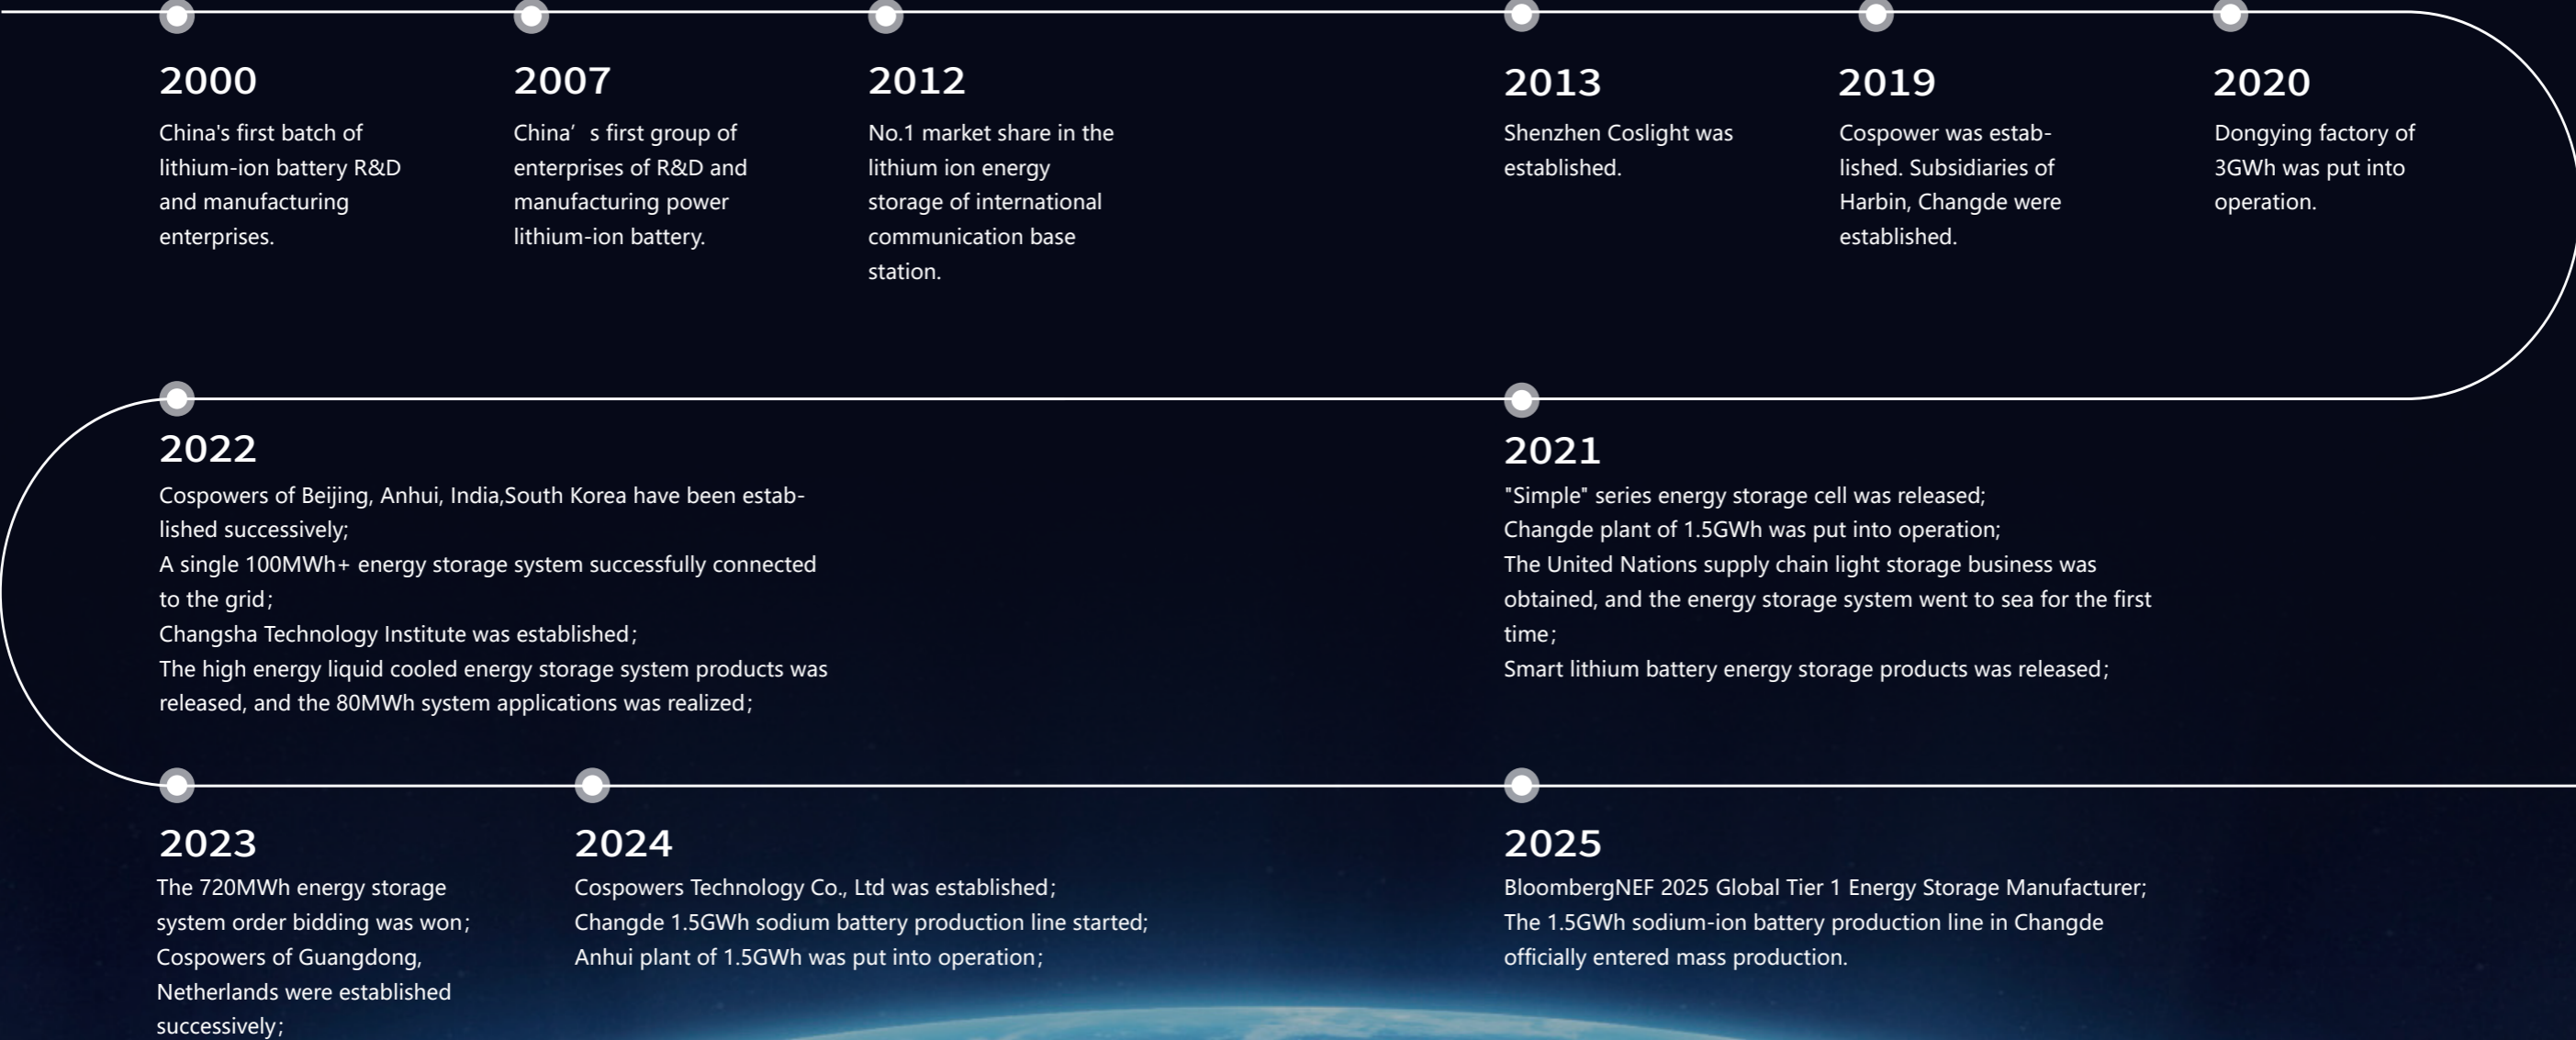 2000
China's first batch of
lithium-ion battery R&D
and manufacturing
enterprises.
2007
China’ s first group of
enterprises of R&D and
manufacturing power
lithium-ion battery.
2012
No.1 market share in the
lithium ion energy
storage of international
communication base
station.
2013
Shenzhen Coslight was
established.
2019
Cospower was estab-
lished. Subsidiaries of
Harbin, Changde were
established.
2020
Dongying factory of
3GWh was put into
operation.
2021
"Simple" series energy storage cell was released;
Changde plant of 1.5GWh was put into operation;
The United Nations supply chain light storage business was
obtained, and the energy storage system went to sea for the first
time;
Smart lithium battery energy storage products was released;
2022
Cospowers of Beijing, Anhui, India,South Korea have been estab-
lished successively;
A single 100MWh+ energy storage system successfully connected
to the grid;
Changsha Technology Institute was established;
The high energy liquid cooled energy storage system products was
released, and the 80MWh system applications was realized;
2023
The 720MWh energy storage
system order bidding was won;
Cospowers of Guangdong,
Netherlands were established
successively;
2024
Cospowers Technology Co., Ltd was established;
Changde 1.5GWh sodium battery production line started;
Anhui plant of 1.5GWh was put into operation;
2025
BloombergNEF 2025 Global Tier 1 Energy Storage Manufacturer;
The 1.5GWh sodium-ion battery production line in Changde
officially entered mass production.